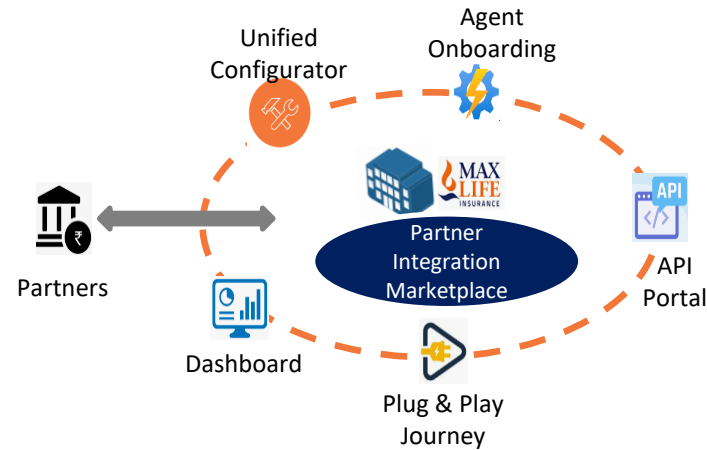 Agent
Onboarding
Unified
Configurator
MAX
LIFE
INSURANCE
API
</>
₹
Partner
Integration
Marketplace
Partners
API
Portal
Dashboard
Plug & Play
Journey